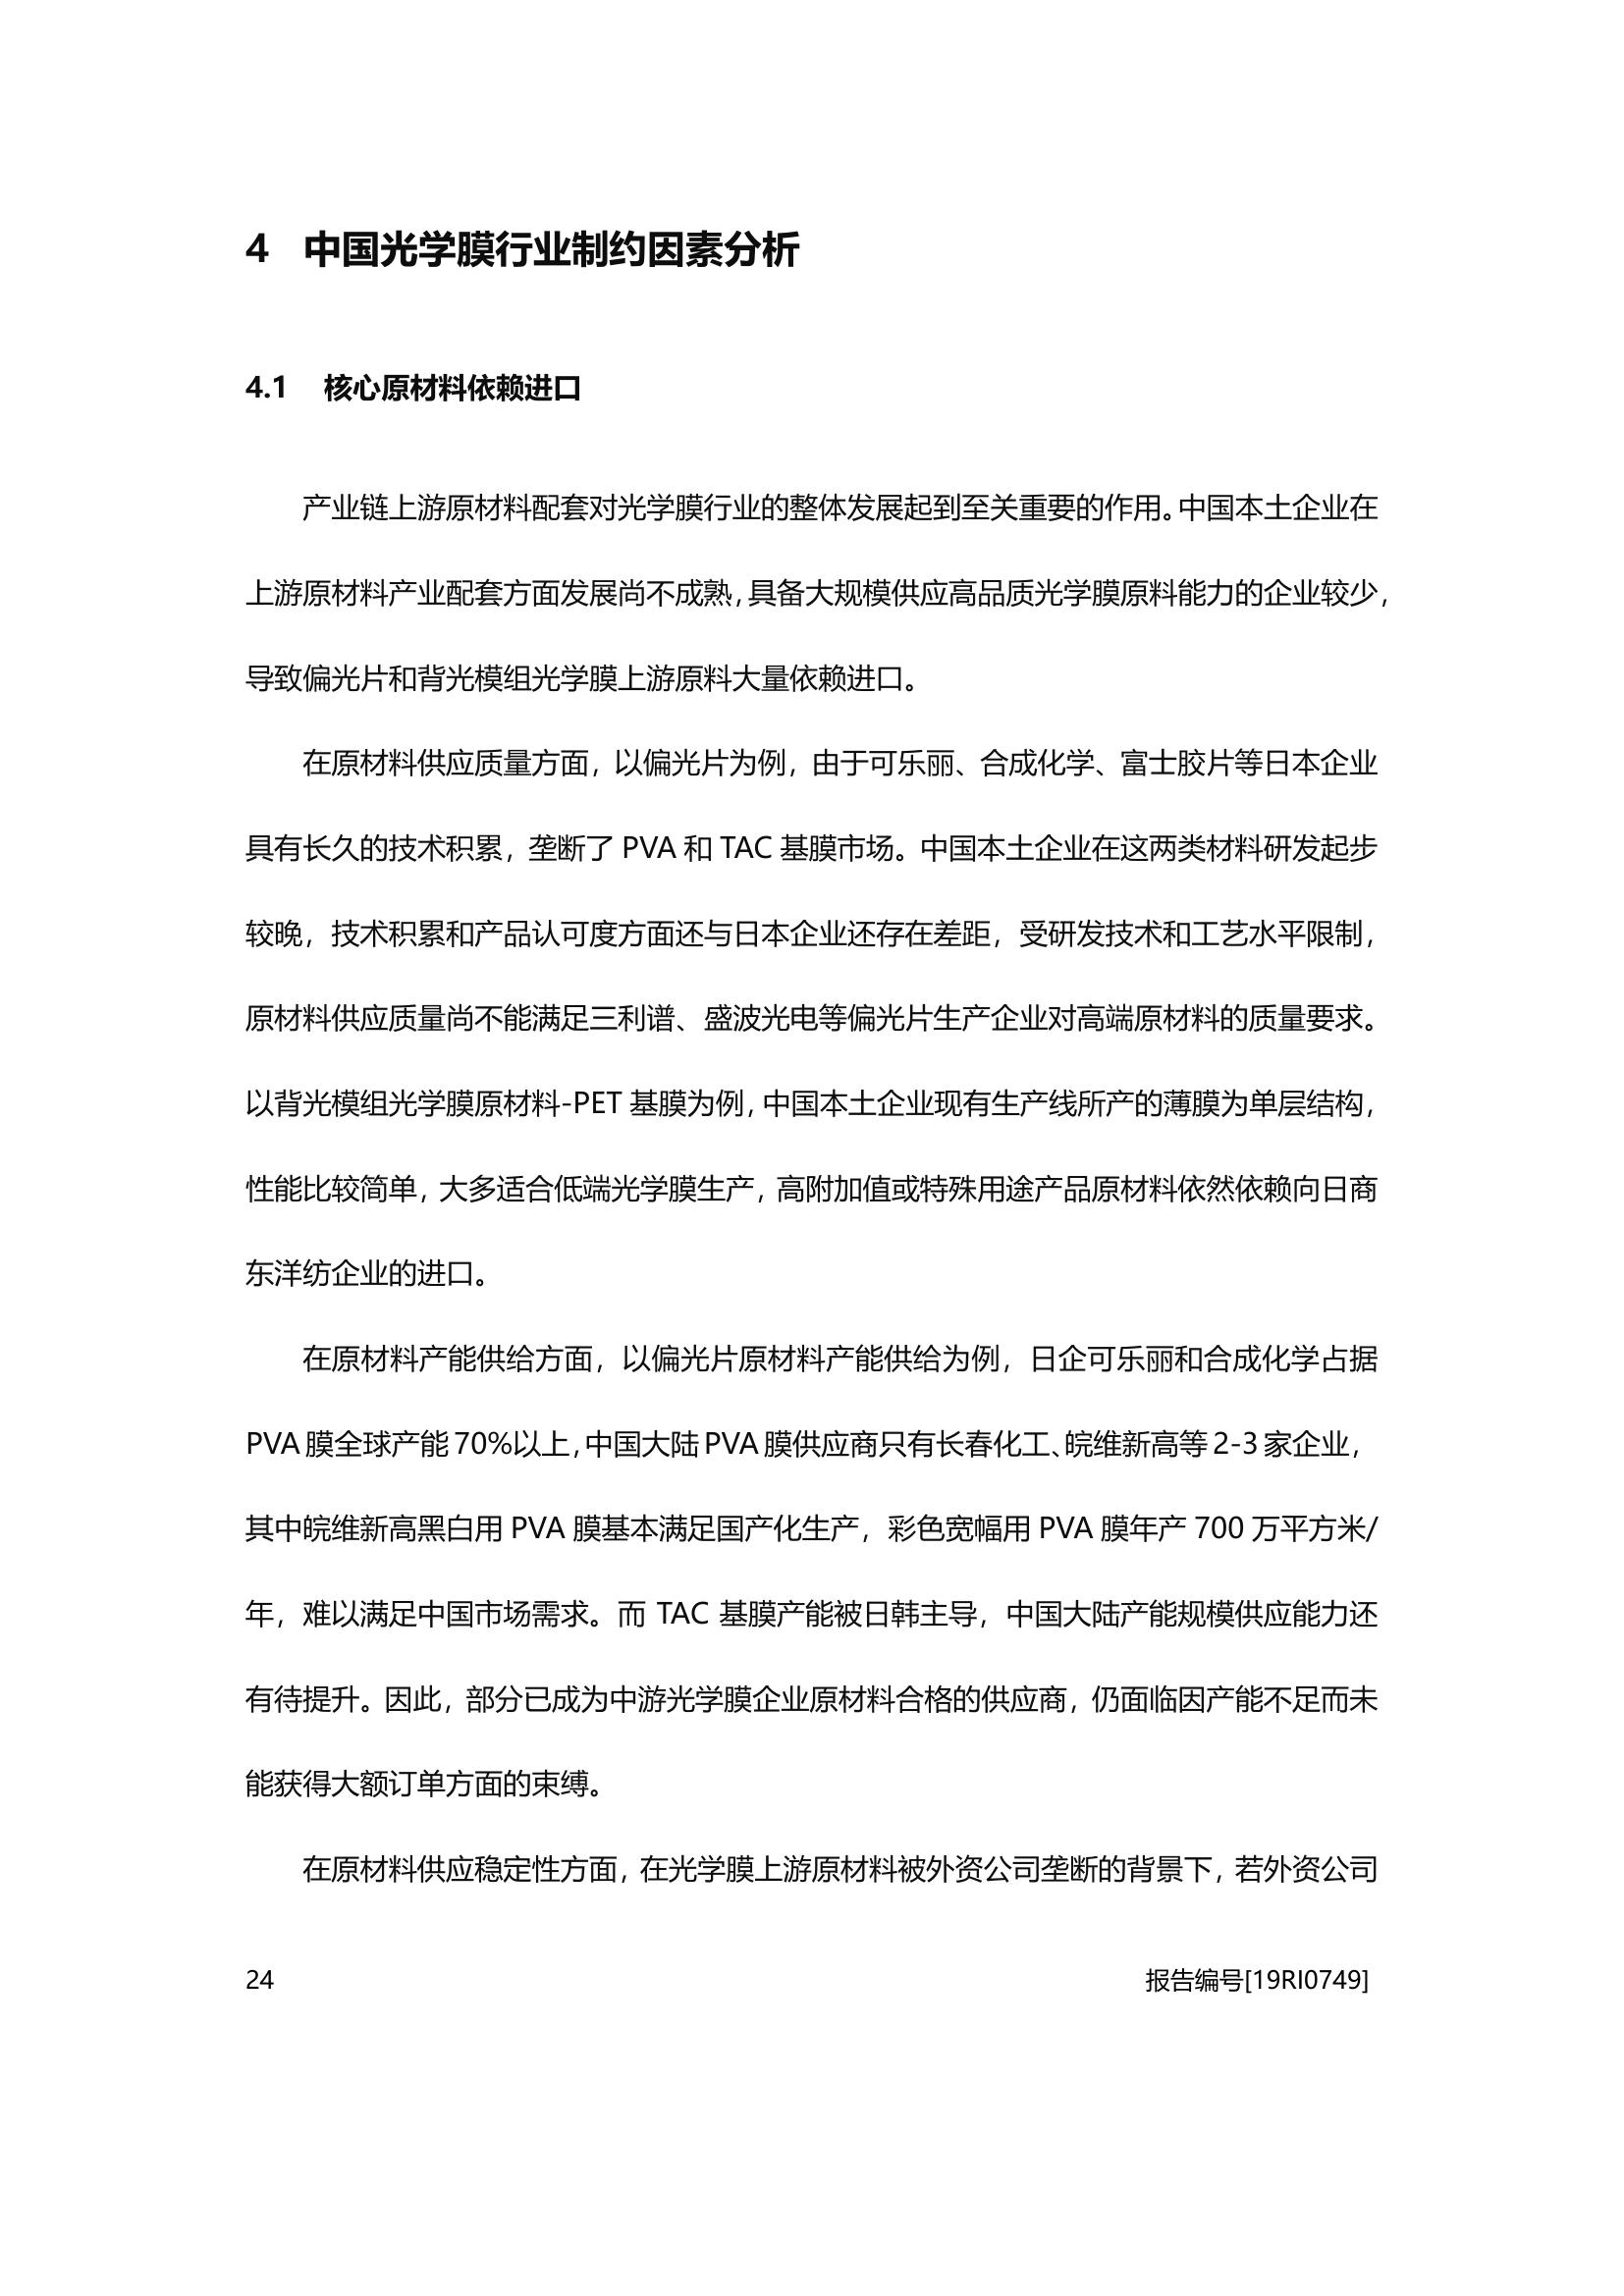 4 中国光学膜行业制约因素分析
4.1 核心原材料依赖进口
产业链上游原材料配套对光学膜行业的整体发展起到至关重要的作用。中国本土企业在
上游原材料产业配套方面发展尚不成熟，具备大规模供应高品质光学膜原料能力的企业较少，
导致偏光片和背光模组光学膜上游原料大量依赖进口。
在原材料供应质量方面，以偏光片为例，由于可乐丽、合成化学、富士胶片等日本企业
具有长久的技术积累，垄断了 PVA 和 TAC 基膜市场。中国本土企业在这两类材料研发起步
较晚，技术积累和产品认可度方面还与日本企业还存在差距，受研发技术和工艺水平限制，
原材料供应质量尚不能满足三利谱、盛波光电等偏光片生产企业对高端原材料的质量要求。
以背光模组光学膜原材料-PET 基膜为例，中国本土企业现有生产线所产的薄膜为单层结构，
性能比较简单，大多适合低端光学膜生产，高附加值或特殊用途产品原材料依然依赖向日商
东洋纺企业的进口。
在原材料产能供给方面，以偏光片原材料产能供给为例，日企可乐丽和合成化学占据
PVA 膜全球产能 70%以上，中国大陆 PVA 膜供应商只有长春化工、皖维新高等 2-3 家企业，
其中皖维新高黑白用 PVA 膜基本满足国产化生产，彩色宽幅用 PVA 膜年产 700 万平方米/
年，难以满足中国市场需求。而 TAC 基膜产能被日韩主导，中国大陆产能规模供应能力还
有待提升。因此，部分已成为中游光学膜企业原材料合格的供应商，仍面临因产能不足而未
能获得大额订单方面的束缚。
在原材料供应稳定性方面，在光学膜上游原材料被外资公司垄断的背景下，若外资公司
24 报告编号[19RI0749]